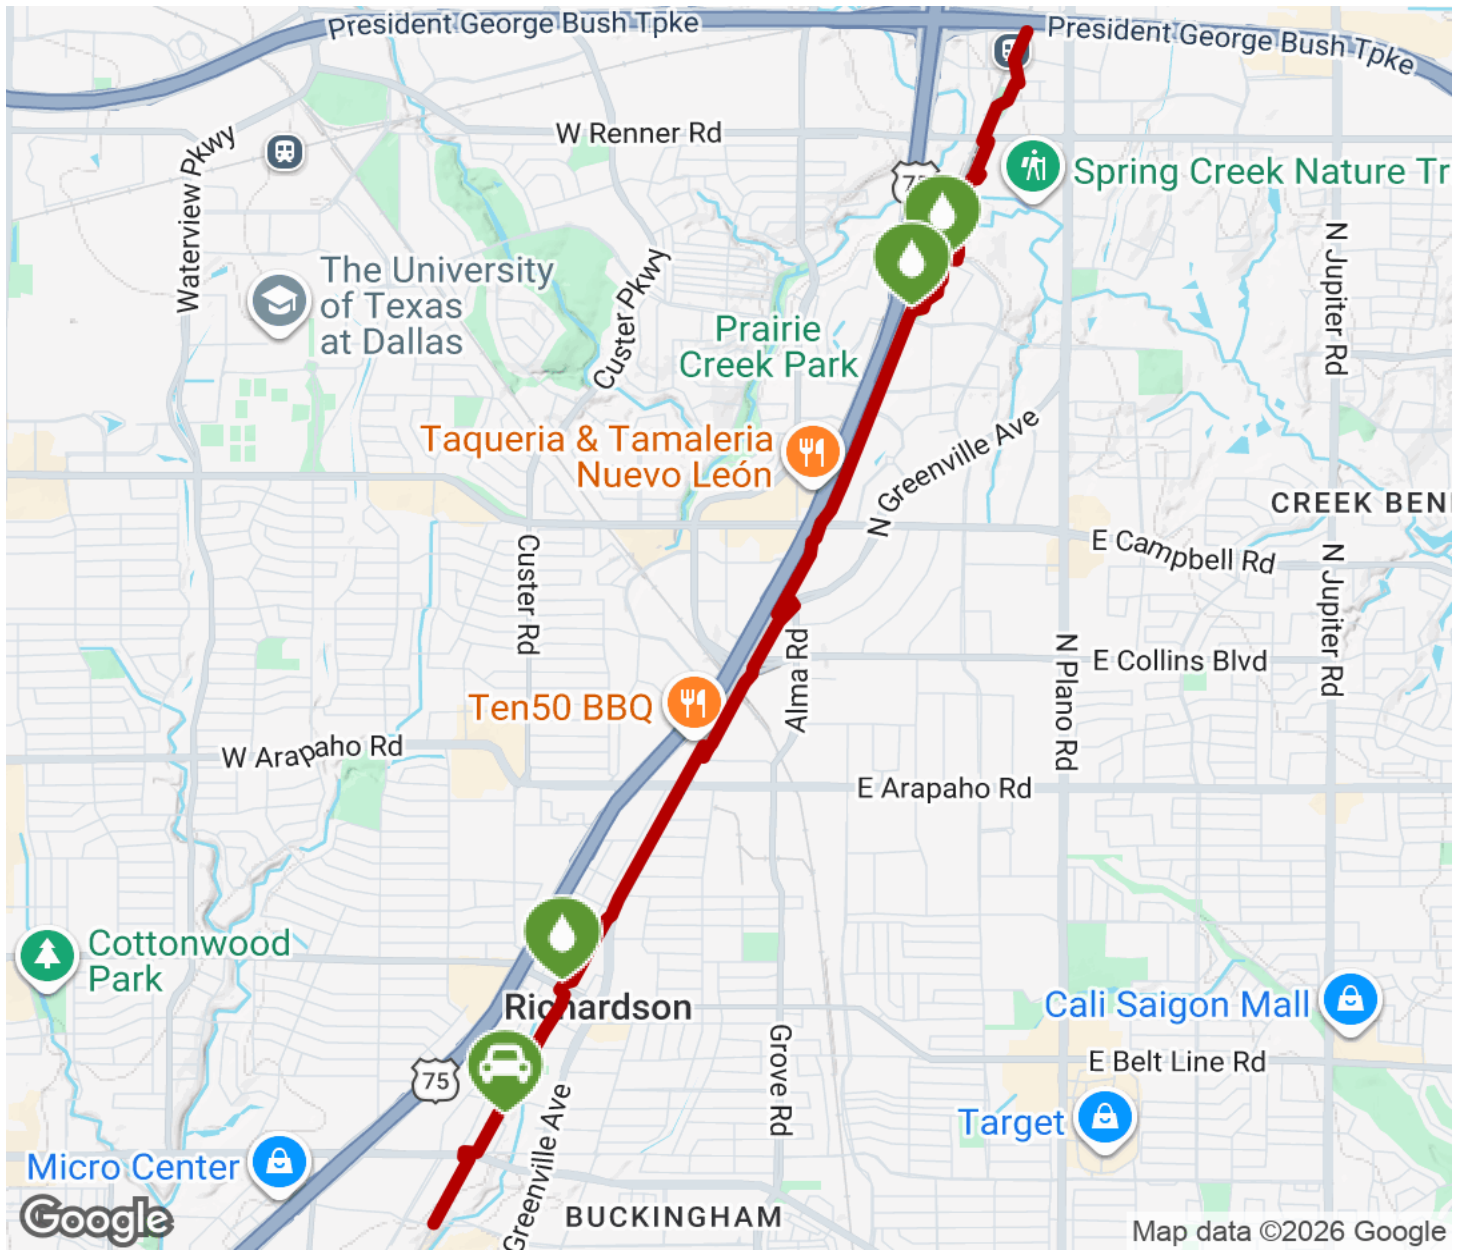 President George Bush Tpke
President George Bush Tpke
W Renner Rd
Waterview Pkwy
Spring Creek Nature Tr
75
The University
of Texas
at Dallas
Custer Pkwy
N Jupiter Rd
Prairie
Creek Park
Taqueria & Tamaleria
Nuevo León
N Greenville Ave
CREEK BEN
E Campbell Rd
Custer Rd
N Jupiter Rd
Alma Rd
N Plano Rd
E Collins Blvd
Ten50 BBQ
W Arapaho Rd
E Arapaho Rd
Cottonwood
Park
Richardson
Cali Saigon Mall
Grove Rd
E Belt Line Rd
75
Greenville Ave
Target
Micro Center
BUCKINGHAM
Google
Map data ©2026 Google